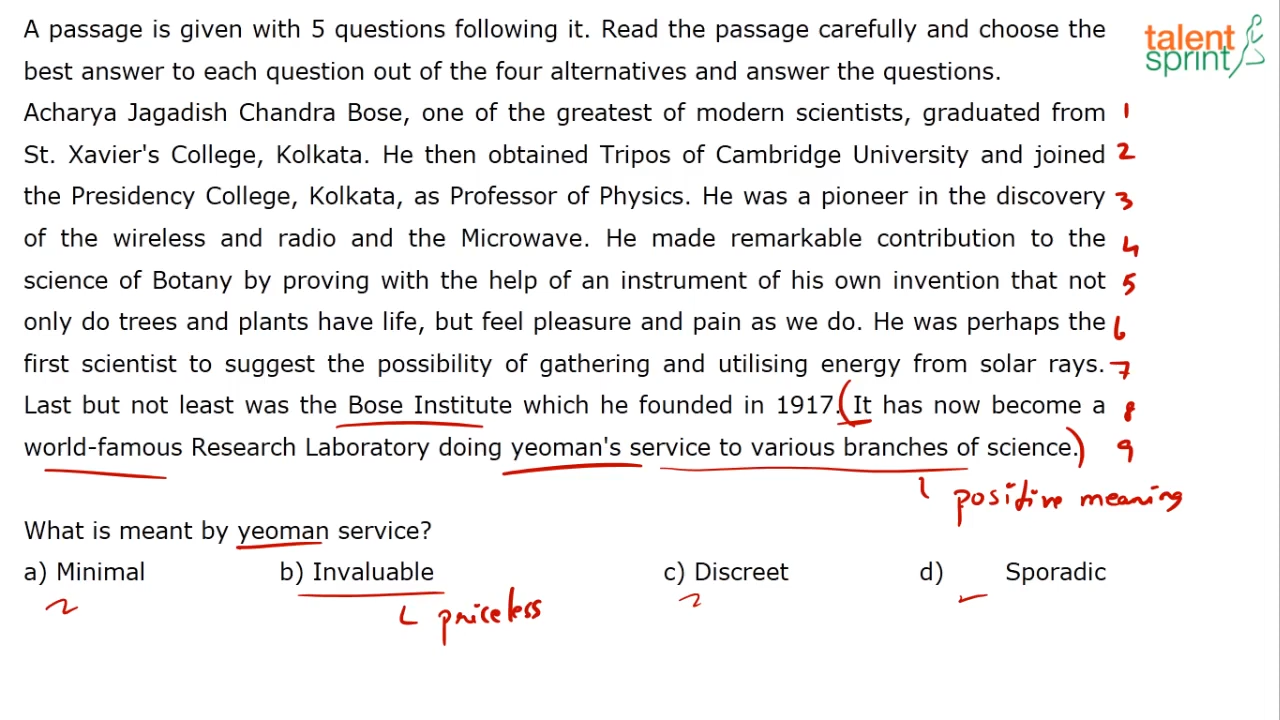 A passage is given with 5 questions following it. Read the passage carefully and choose the
best answer to each question out of the four alternatives and answer the questions.
talent
sprint
Acharya Jagadish Chandra Bose, one of the greatest of modern scientists, graduated from 1
St. Xavier's College, Kolkata. He then obtained Tripos of Cambridge University and joined 2
the Presidency College, Kolkata, as Professor of Physics. He was a pioneer in the discovery 3
of the wireless and radio and the Microwave. He made remarkable contribution to the 4
science of Botany by proving with the help of an instrument of his own invention that not 5
only do trees and plants have life, but feel pleasure and pain as we do. He was perhaps the 6
first scientist to suggest the possibility of gathering and utilising energy from solar rays. 7
Last but not least was the Bose Institute which he founded in 1917. (It has now become a 8
world-famous Research Laboratory doing yeoman's service to various branches of science.) 9
positive meaning
What is meant by yeoman service?
a) Minimal b) Invaluable c) Discreet d) Sporadic
priceless